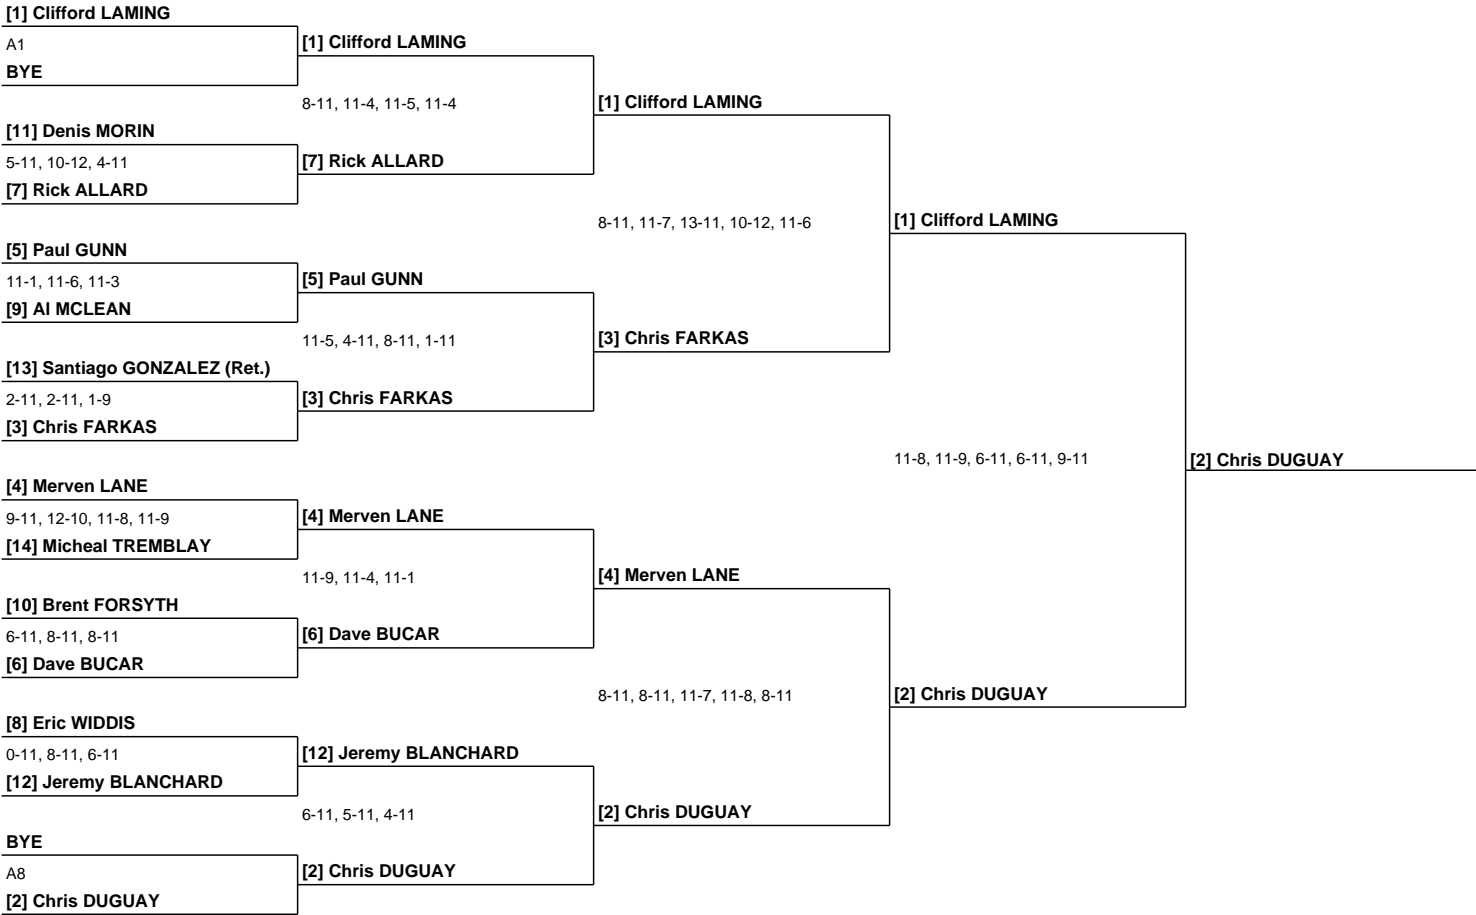 [1] Clifford LAMING
A1
BYE
[1] Clifford LAMING
8-11, 11-4, 11-5, 11-4
[11] Denis MORIN
5-11, 10-12, 4-11
[7] Rick ALLARD
[7] Rick ALLARD
[1] Clifford LAMING
8-11, 11-7, 13-11, 10-12, 11-6
[5] Paul GUNN
11-1, 11-6, 11-3
[9] Al MCLEAN
[5] Paul GUNN
11-5, 4-11, 8-11, 1-11
[13] Santiago GONZALEZ (Ret.)
2-11, 2-11, 1-9
[3] Chris FARKAS
[3] Chris FARKAS
[3] Chris FARKAS
[1] Clifford LAMING
11-8, 11-9, 6-11, 6-11, 9-11
[2] Chris DUGUAY
[4] Merven LANE
9-11, 12-10, 11-8, 11-9
[14] Micheal TREMBLAY
[4] Merven LANE
11-9, 11-4, 11-1
[10] Brent FORSYTH
6-11, 8-11, 8-11
[6] Dave BUCAR
[6] Dave BUCAR
[4] Merven LANE
8-11, 8-11, 11-7, 11-8, 8-11
[2] Chris DUGUAY
[8] Eric WIDDIS
0-11, 8-11, 6-11
[12] Jeremy BLANCHARD
[12] Jeremy BLANCHARD
6-11, 5-11, 4-11
BYE
A8
[2] Chris DUGUAY
[2] Chris DUGUAY
[2] Chris DUGUAY